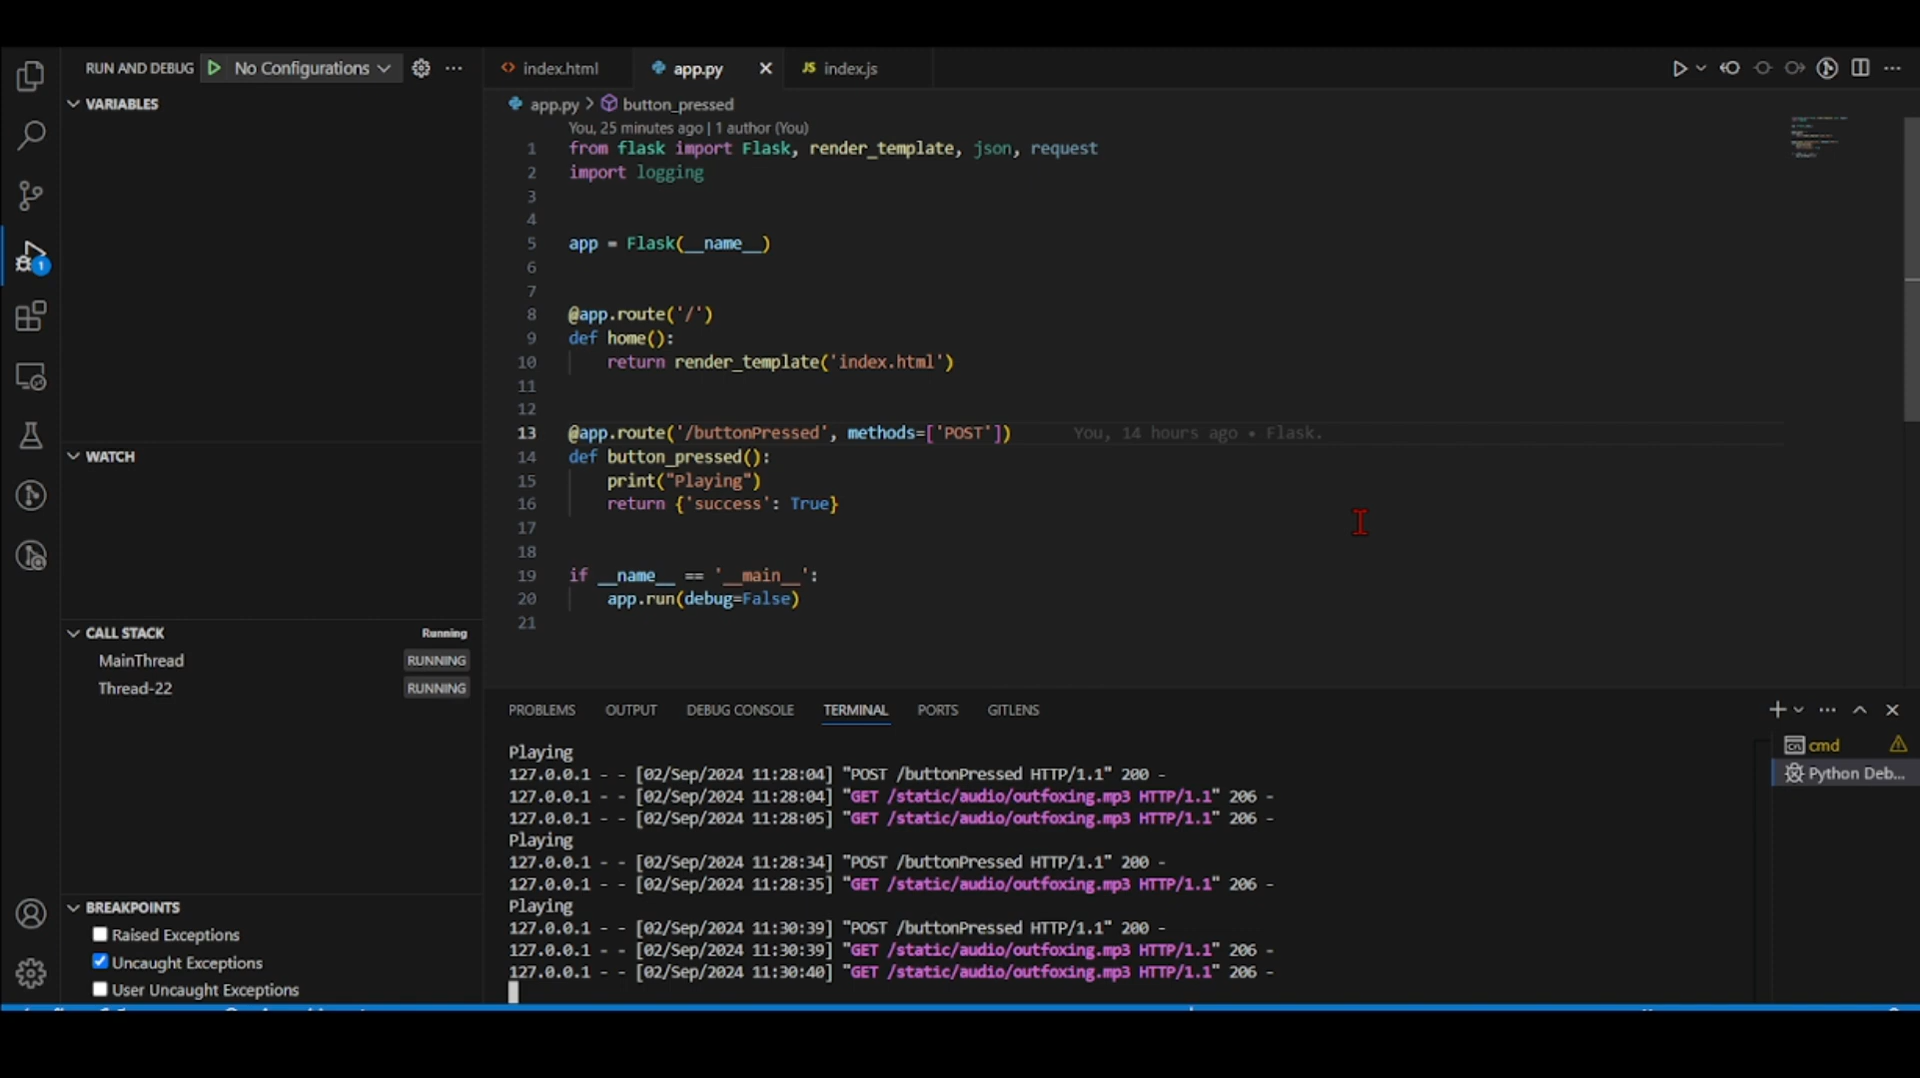 RUN AND DEBUG No Configurations
VARIABLES
WATCH
CALL STACK Running
MainThread RUNNING
Thread-22 RUNNING
BREAKPOINTS
Raised Exceptions
Uncaught Exceptions
User Uncaught Exceptions
1
index.html app.py JS index.js
app.py > button_pressed
You, 25 minutes ago | 1 author (You)
1 from flask import Flask, render_template, json, request
2 import logging
3
4
5 app = Flask(__name__)
6
7
8 @app.route('/')
9 def home():
10 return render_template('index.html')
11
12
13 @app.route('/buttonPressed', methods=['POST']) You, 14 hours ago • Flask.
14 def button_pressed():
15 print("Playing")
16 return {'success': True}
17
18
19 if __name__ == '__main__':
20 app.run(debug=False)
21
PROBLEMS OUTPUT DEBUG CONSOLE TERMINAL PORTS GITLENS
Playing
127.0.0.1 - - [02/Sep/2024 11:28:04] "POST /buttonPressed HTTP/1.1" 200 -
127.0.0.1 - - [02/Sep/2024 11:28:04] "GET /static/audio/outfoxing.mp3 HTTP/1.1" 206 -
127.0.0.1 - - [02/Sep/2024 11:28:05] "GET /static/audio/outfoxing.mp3 HTTP/1.1" 206 -
Playing
127.0.0.1 - - [02/Sep/2024 11:28:34] "POST /buttonPressed HTTP/1.1" 200 -
127.0.0.1 - - [02/Sep/2024 11:28:35] "GET /static/audio/outfoxing.mp3 HTTP/1.1" 206 -
Playing
127.0.0.1 - - [02/Sep/2024 11:30:39] "POST /buttonPressed HTTP/1.1" 200 -
127.0.0.1 - - [02/Sep/2024 11:30:39] "GET /static/audio/outfoxing.mp3 HTTP/1.1" 206 -
127.0.0.1 - - [02/Sep/2024 11:30:40] "GET /static/audio/outfoxing.mp3 HTTP/1.1" 206 -
cmd
Python Deb...